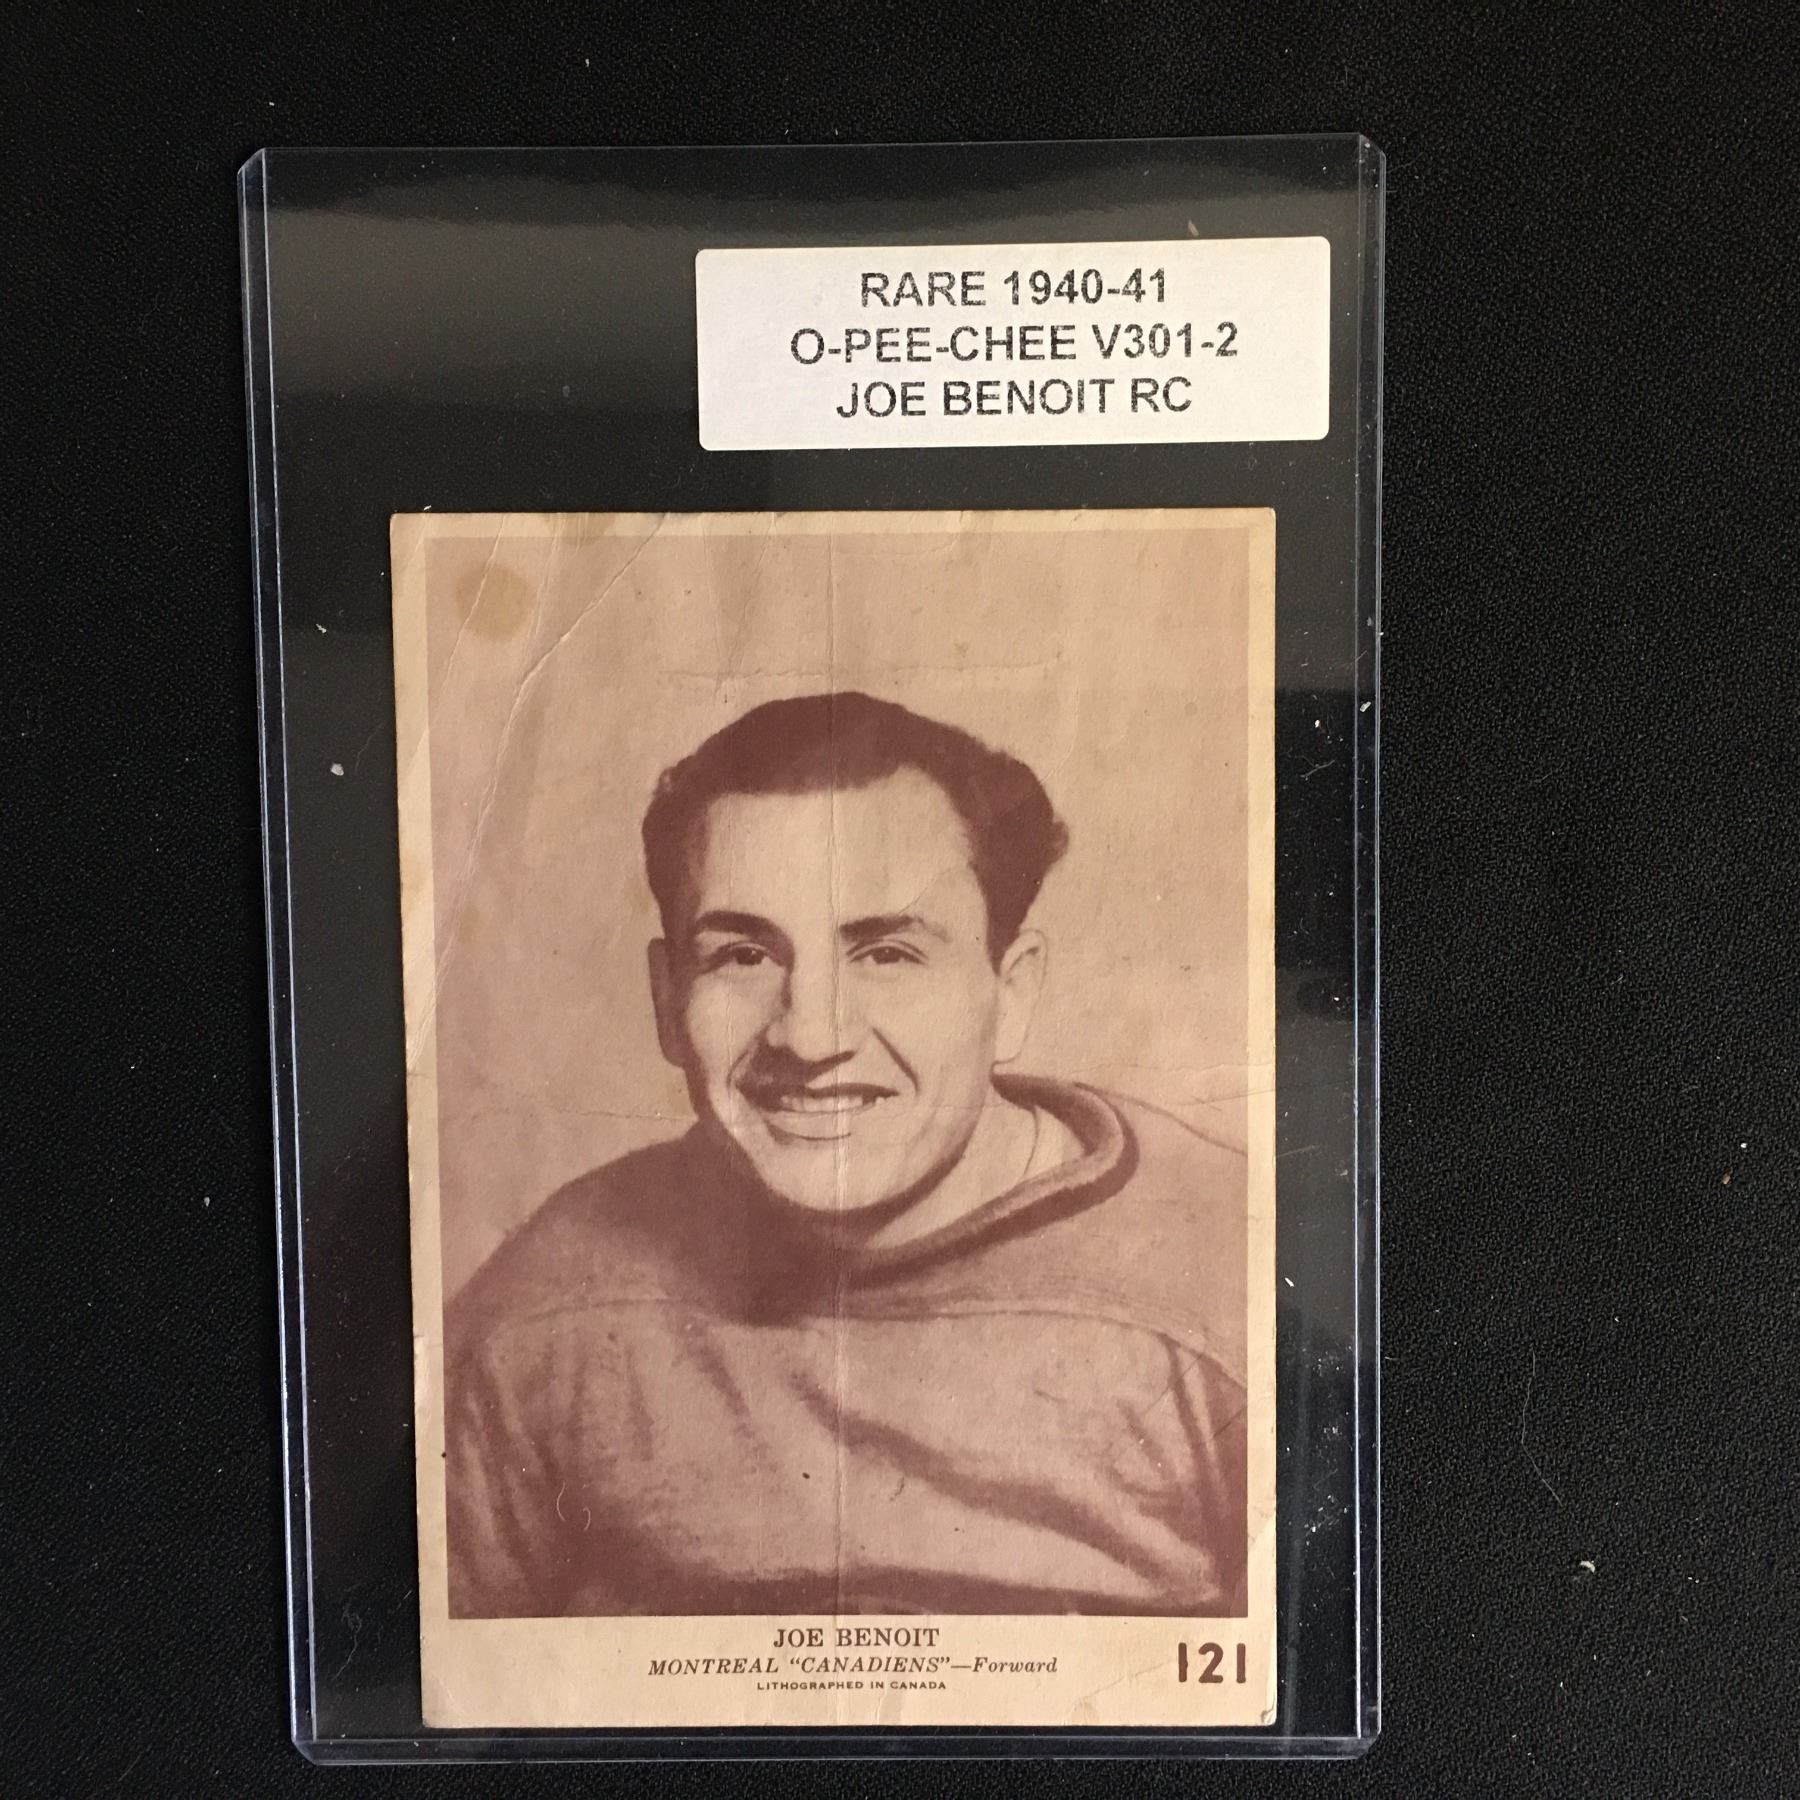 RARE 1940-41
O-PEE-CHEE V301-2
JOE BENOIT RC
JOE BENOIT
MONTREAL "CANADIENS"—Forward
LITHOGRAPHED IN CANADA
121